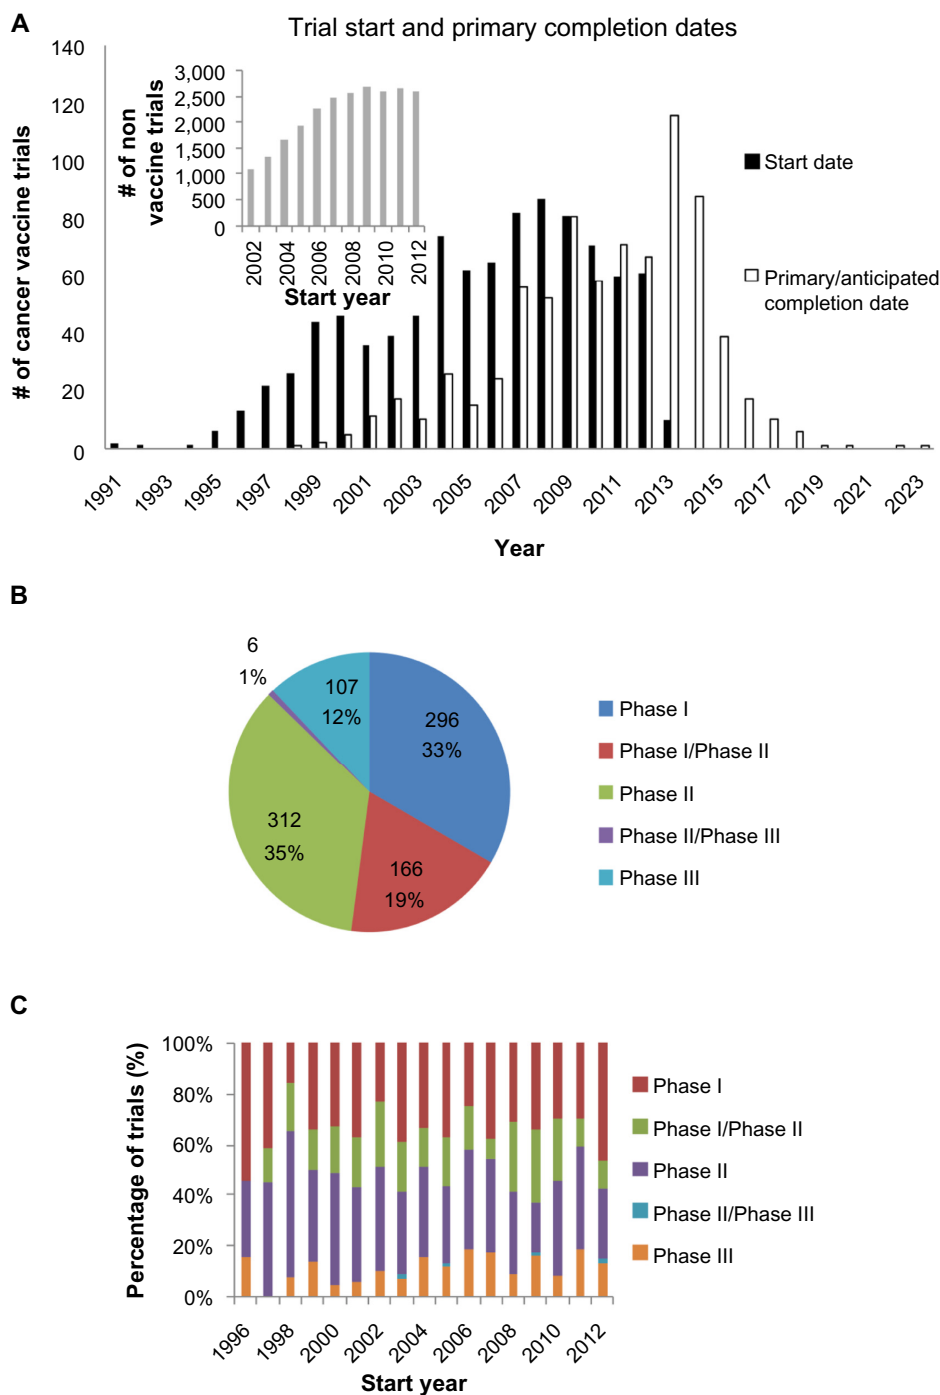 A
Trial start and primary completion dates
# of cancer vaccine trials
140
120
100
80
60
40
20
0
# of non
vaccine trials
3,000
2,500
2,000
1,500
1,000
500
0
2002
2004
2006
2008
2010
2012
Start year
Start date
Primary/anticipated
completion date
1991
1993
1995
1997
1999
2001
2003
2005
2007
2009
2011
2013
2015
2017
2019
2021
2023
Year
B
6
1%
107
12%
296
33%
312
35%
166
19%
Phase I
Phase I/Phase II
Phase II
Phase II/Phase III
Phase III
C
Percentage of trials (%)
100%
80%
60%
40%
20%
0%
1996
1998
2000
2002
2004
2006
2008
2010
2012
Start year
Phase I
Phase I/Phase II
Phase II
Phase II/Phase III
Phase III